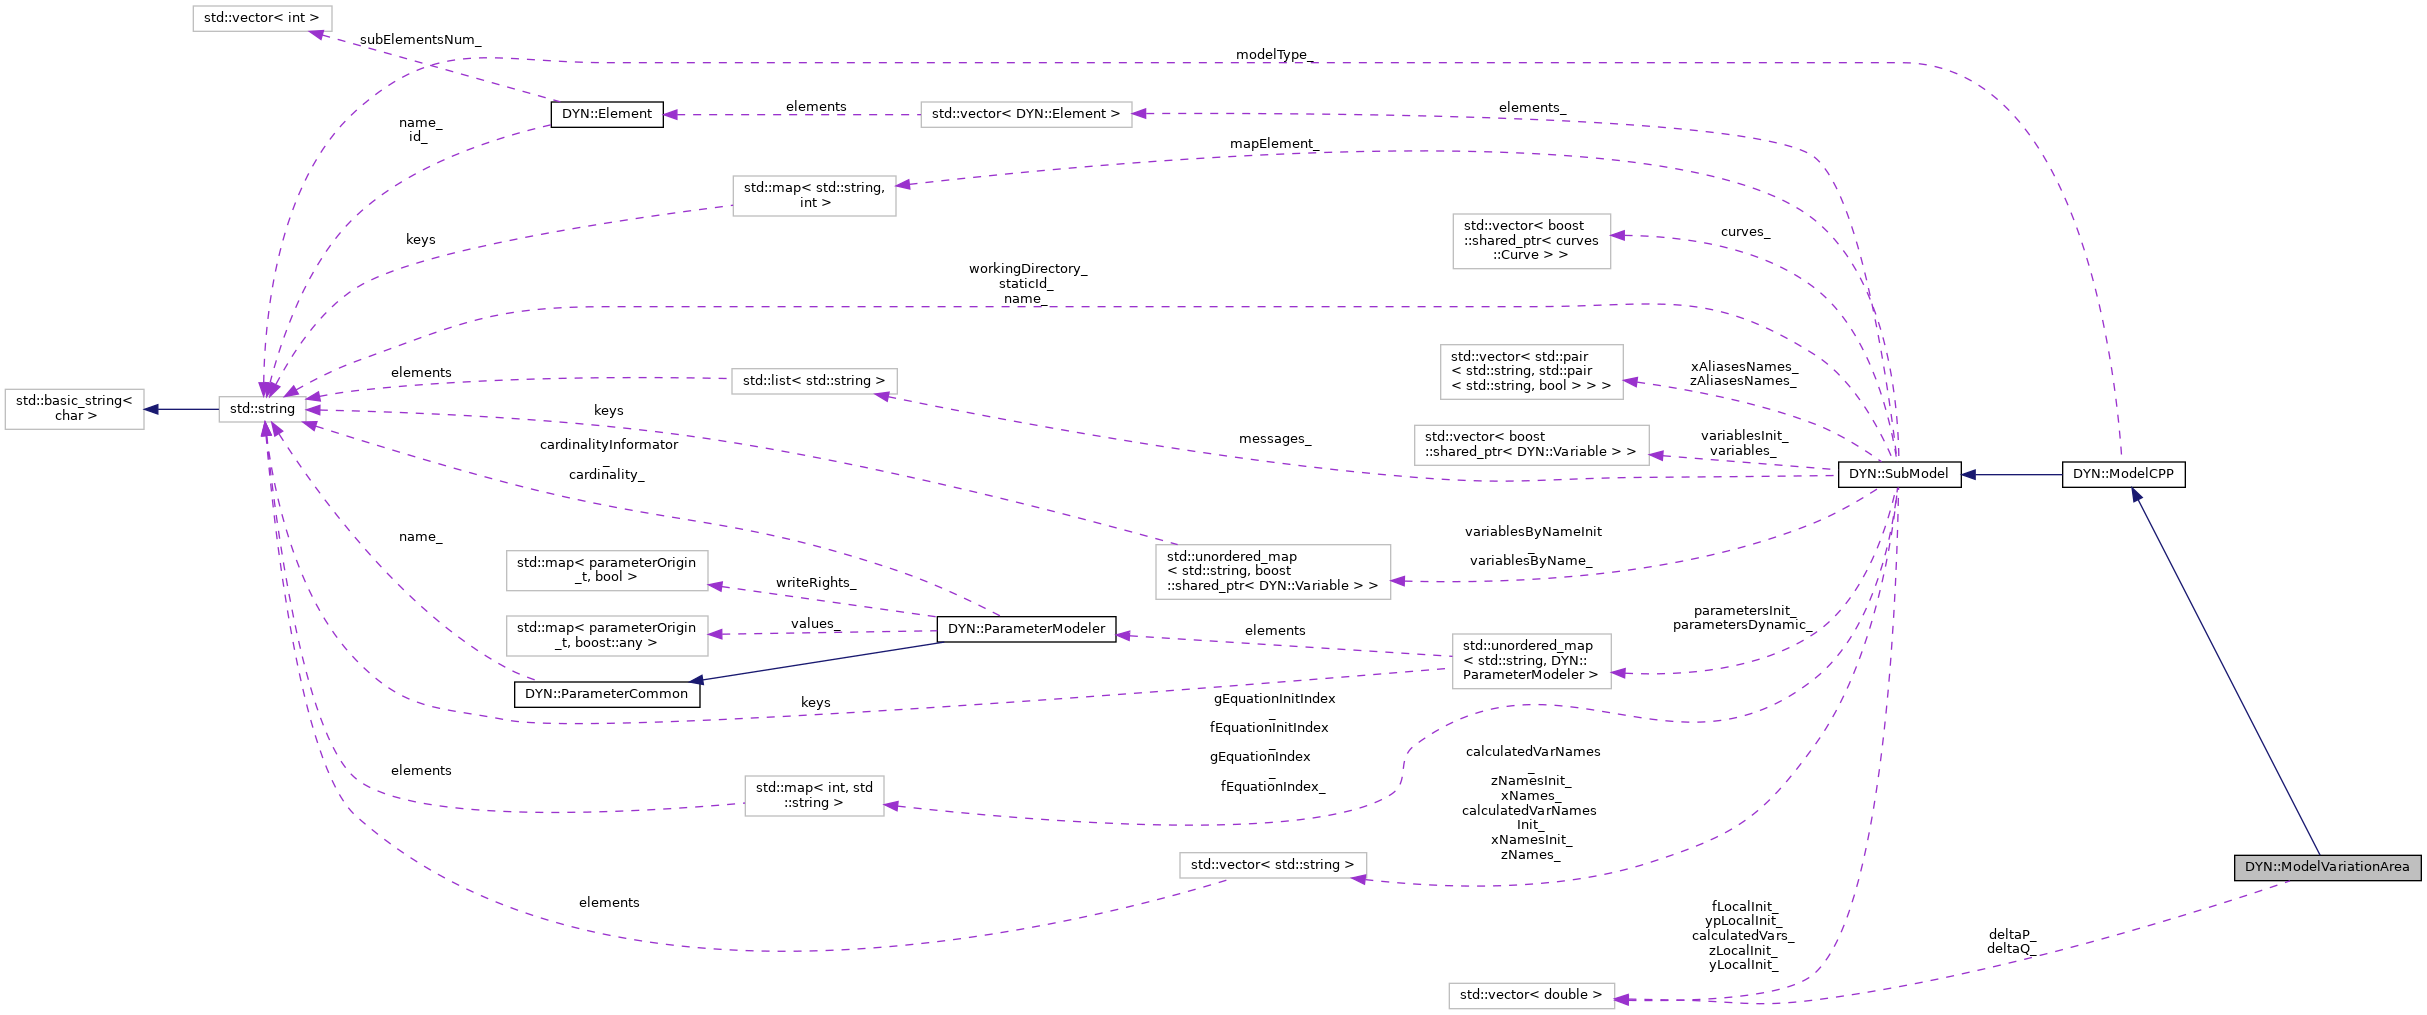 std::vector< int >
subElementsNum_
modelType_
DYN::Element
elements
std::vector< DYN::Element >
elements_
name_
id_
mapElement_
std::map< std::string,
int >
keys
std::vector< boost
::shared_ptr< curves
::Curve > >
curves_
workingDirectory_
staticId_
name_
std::basic_string<
char >
std::string
elements
std::list< std::string >
std::vector< std::pair
< std::string, std::pair
< std::string, bool > > >
xAliasesNames_
zAliasesNames_
keys
cardinalityInformator
_
cardinality_
messages_
std::vector< boost
::shared_ptr< DYN::Variable > >
variablesInit_
variables_
DYN::SubModel
DYN::ModelCPP
name_
std::map< parameterOrigin
_t, bool >
writeRights_
std::unordered_map
< std::string, boost
::shared_ptr< DYN::Variable > >
variablesByNameInit
_
variablesByName_
std::map< parameterOrigin
_t, boost::any >
values_
DYN::ParameterModeler
elements
std::unordered_map
< std::string, DYN::
ParameterModeler >
parametersInit_
parametersDynamic_
DYN::ParameterCommon
keys
gEquationInitIndex
_
fEquationInitIndex
_
gEquationIndex
_
fEquationIndex_
elements
std::map< int, std
::string >
calculatedVarNames
_
zNamesInit_
xNames_
calculatedVarNames
Init_
xNamesInit_
zNames_
std::vector< std::string >
elements
DYN::ModelVariationArea
fLocalInit_
ypLocalInit_
calculatedVars_
zLocalInit_
yLocalInit_
deltaP_
deltaQ_
std::vector< double >